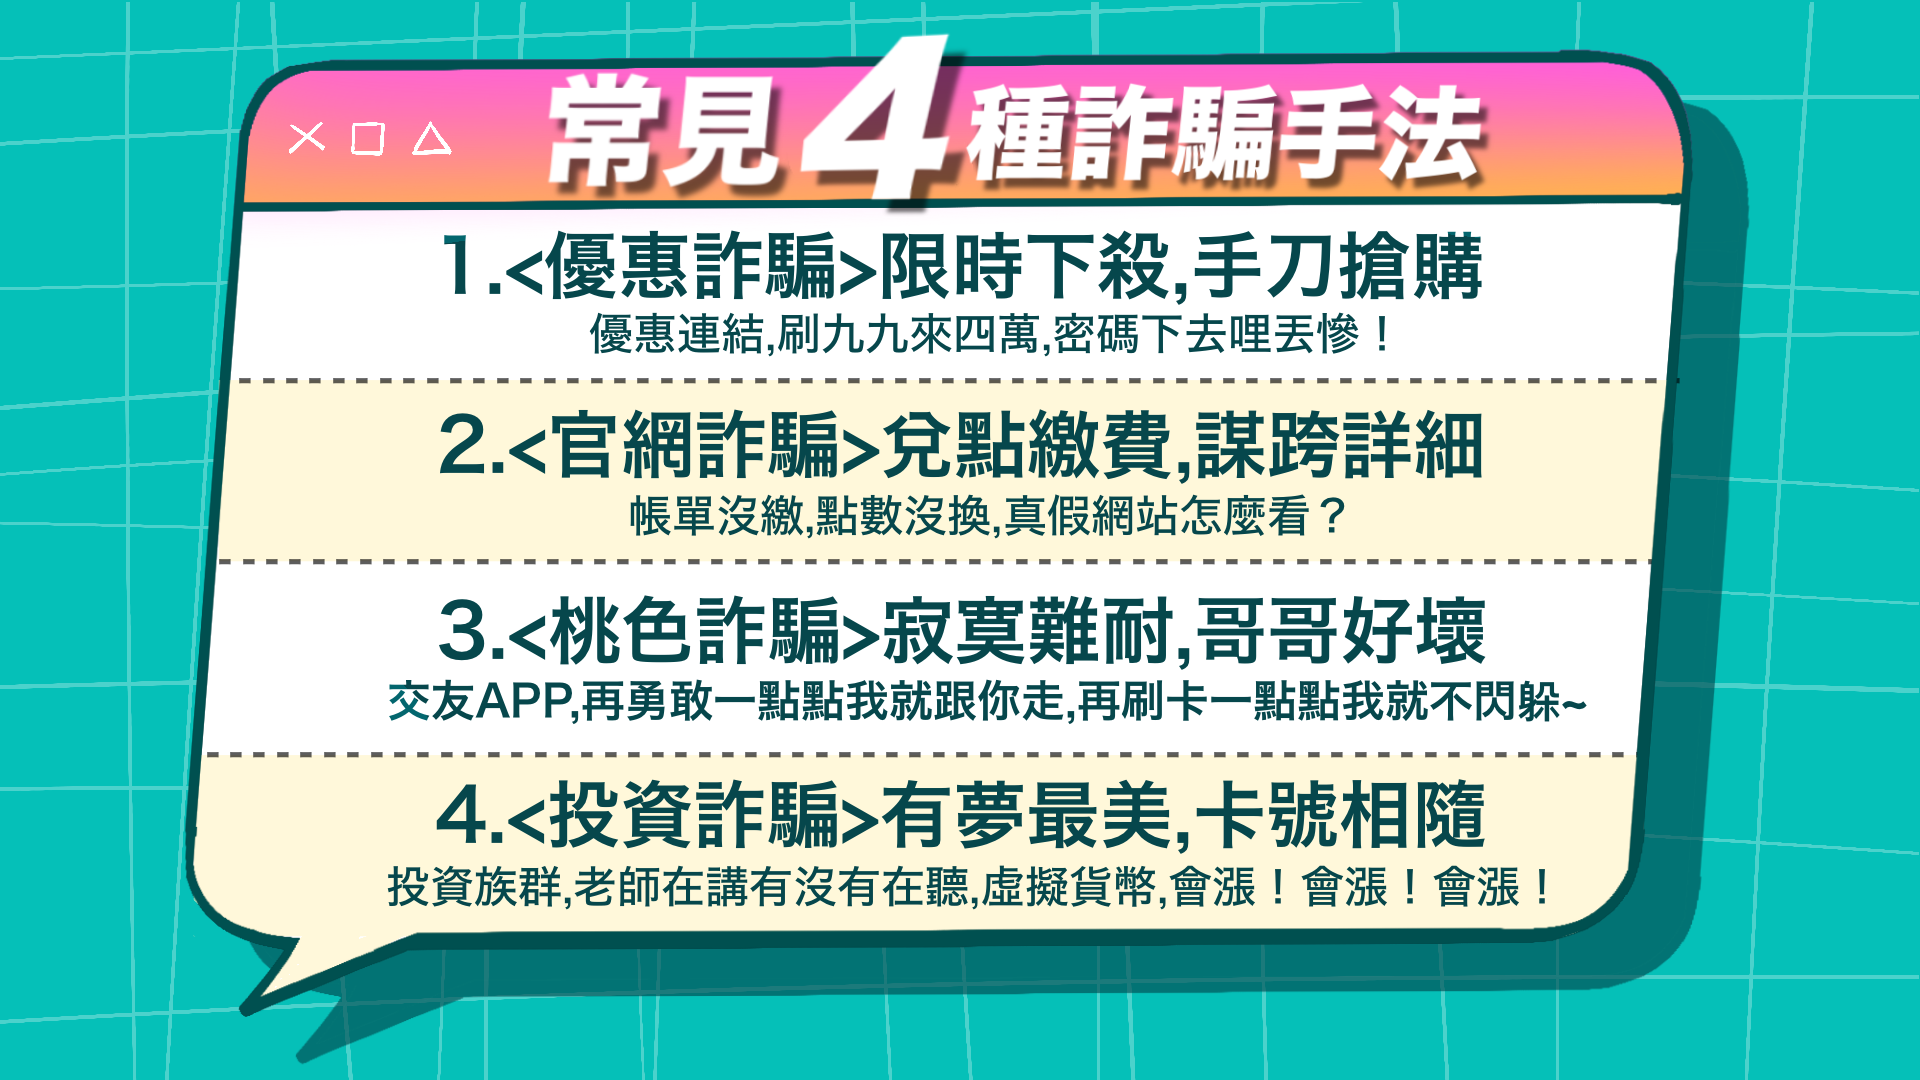 常見4種詐騙手法
1.<優惠詐騙>限時下殺,手刀搶購
優惠連結,刷九九來四萬,密碼下去哩丟慘！
2.<官網詐騙>兌點繳費,謀跨詳細
帳單沒繳,點數沒換,真假網站怎麼看？
3.<桃色詐騙>寂寞難耐,哥哥好壞
交友APP,再勇敢一點點我就跟你走,再刷卡一點點我就不閃躲~
4.<投資詐騙>有夢最美,卡號相隨
投資族群,老師在講有沒有在聽,虛擬貨幣,會漲！會漲！會漲！